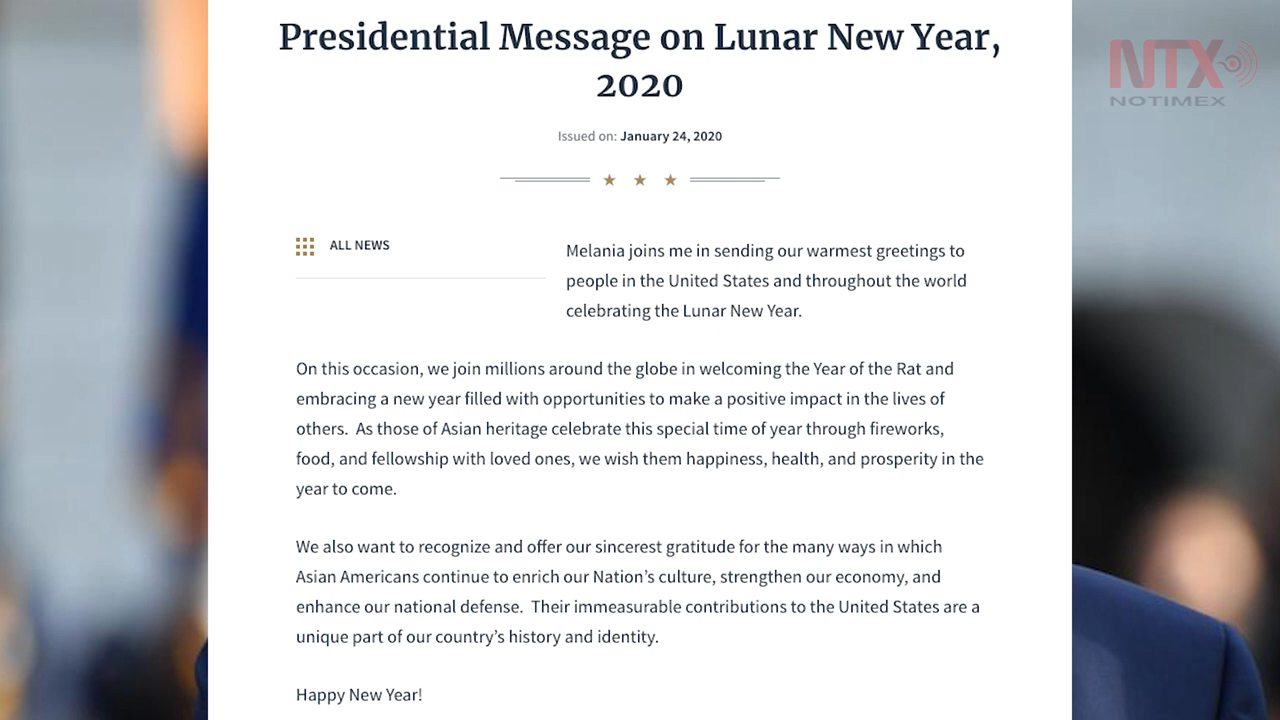 Presidential Message on Lunar New Year,
2020
NTX
NOTIMEX
Issued on: January 24, 2020
ALL NEWS
Melania joins me in sending our warmest greetings to
people in the United States and throughout the world
celebrating the Lunar New Year.
On this occasion, we join millions around the globe in welcoming the Year of the Rat and
embracing a new year filled with opportunities to make a positive impact in the lives of
others.  As those of Asian heritage celebrate this special time of year through fireworks,
food, and fellowship with loved ones, we wish them happiness, health, and prosperity in the
year to come.
We also want to recognize and offer our sincerest gratitude for the many ways in which
Asian Americans continue to enrich our Nation’s culture, strengthen our economy, and
enhance our national defense.  Their immeasurable contributions to the United States are a
unique part of our country’s history and identity.
Happy New Year!